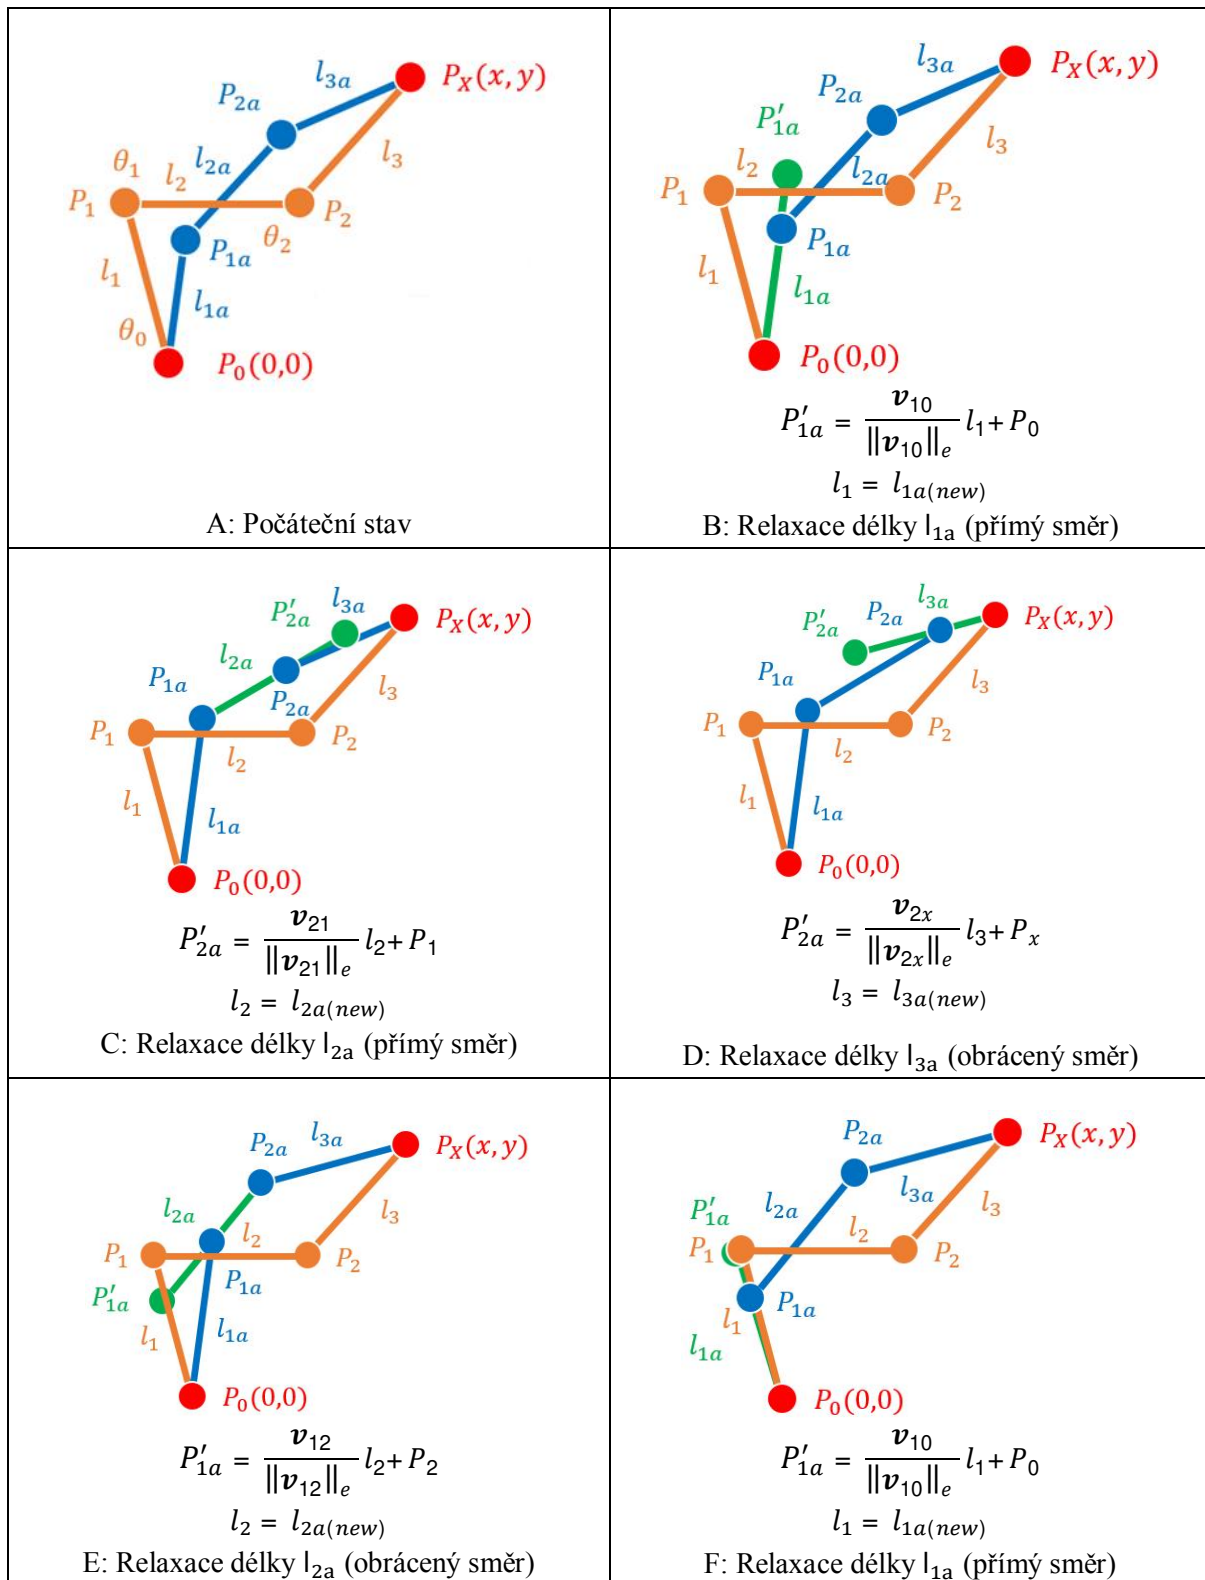 P₀(0,0)
P_X(x, y)
P₁
P₂
P₁ₐ
P₂ₐ
l₁
l₂
l₃
l₁ₐ
l₂ₐ
l₃ₐ
θ₀
θ₁
θ₂
A: Počáteční stav
l₃ₐ
P_X(x, y)
P₂ₐ
P′₁ₐ
l₂
l₂ₐ
l₃
P₁
P₂
P₁ₐ
l₁
l₁ₐ
P₀(0,0)
P′₁ₐ = v₁₀ / ||v₁₀||ₑ l₁+ P₀
l₁ = l₁ₐ(new)
B: Relaxace délky l₁ₐ (přímý směr)
P′₂ₐ
l₃ₐ
P_X(x, y)
l₂ₐ
P₁ₐ
P₂ₐ
l₃
P₁
l₂
P₂
l₁
l₁ₐ
P₀(0,0)
P′₂ₐ = v₂₁ / ||v₂₁||ₑ l₂+ P₁
l₂ = l₂ₐ(new)
C: Relaxace délky l₂ₐ (přímý směr)
l₃ₐ
P′₂ₐ
P₂ₐ
P_X(x, y)
P₁ₐ
l₃
P₁
l₂
P₂
l₁
l₁ₐ
P₀(0,0)
P′₂ₐ = v₂ₓ / ||v₂ₓ||ₑ l₃+ Pₓ
l₃ = l₃ₐ(new)
D: Relaxace délky l₃ₐ (obrácený směr)
P₂ₐ
l₃ₐ
P_X(x, y)
l₂ₐ
l₂
l₃
P₁
P₂
P′₁ₐ
P₁ₐ
l₁
l₁ₐ
P₀(0,0)
P′₁ₐ = v₁₂ / ||v₁₂||ₑ l₂+ P₂
l₂ = l₂ₐ(new)
E: Relaxace délky l₂ₐ (obrácený směr)
P₂ₐ
P_X(x, y)
l₃ₐ
l₂ₐ
P′₁ₐ
l₃
P₁
l₂
P₂
P₁ₐ
l₁
l₁ₐ
P₀(0,0)
P′₁ₐ = v₁₀ / ||v₁₀||ₑ l₁+ P₀
l₁ = l₁ₐ(new)
F: Relaxace délky l₁ₐ (přímý směr)